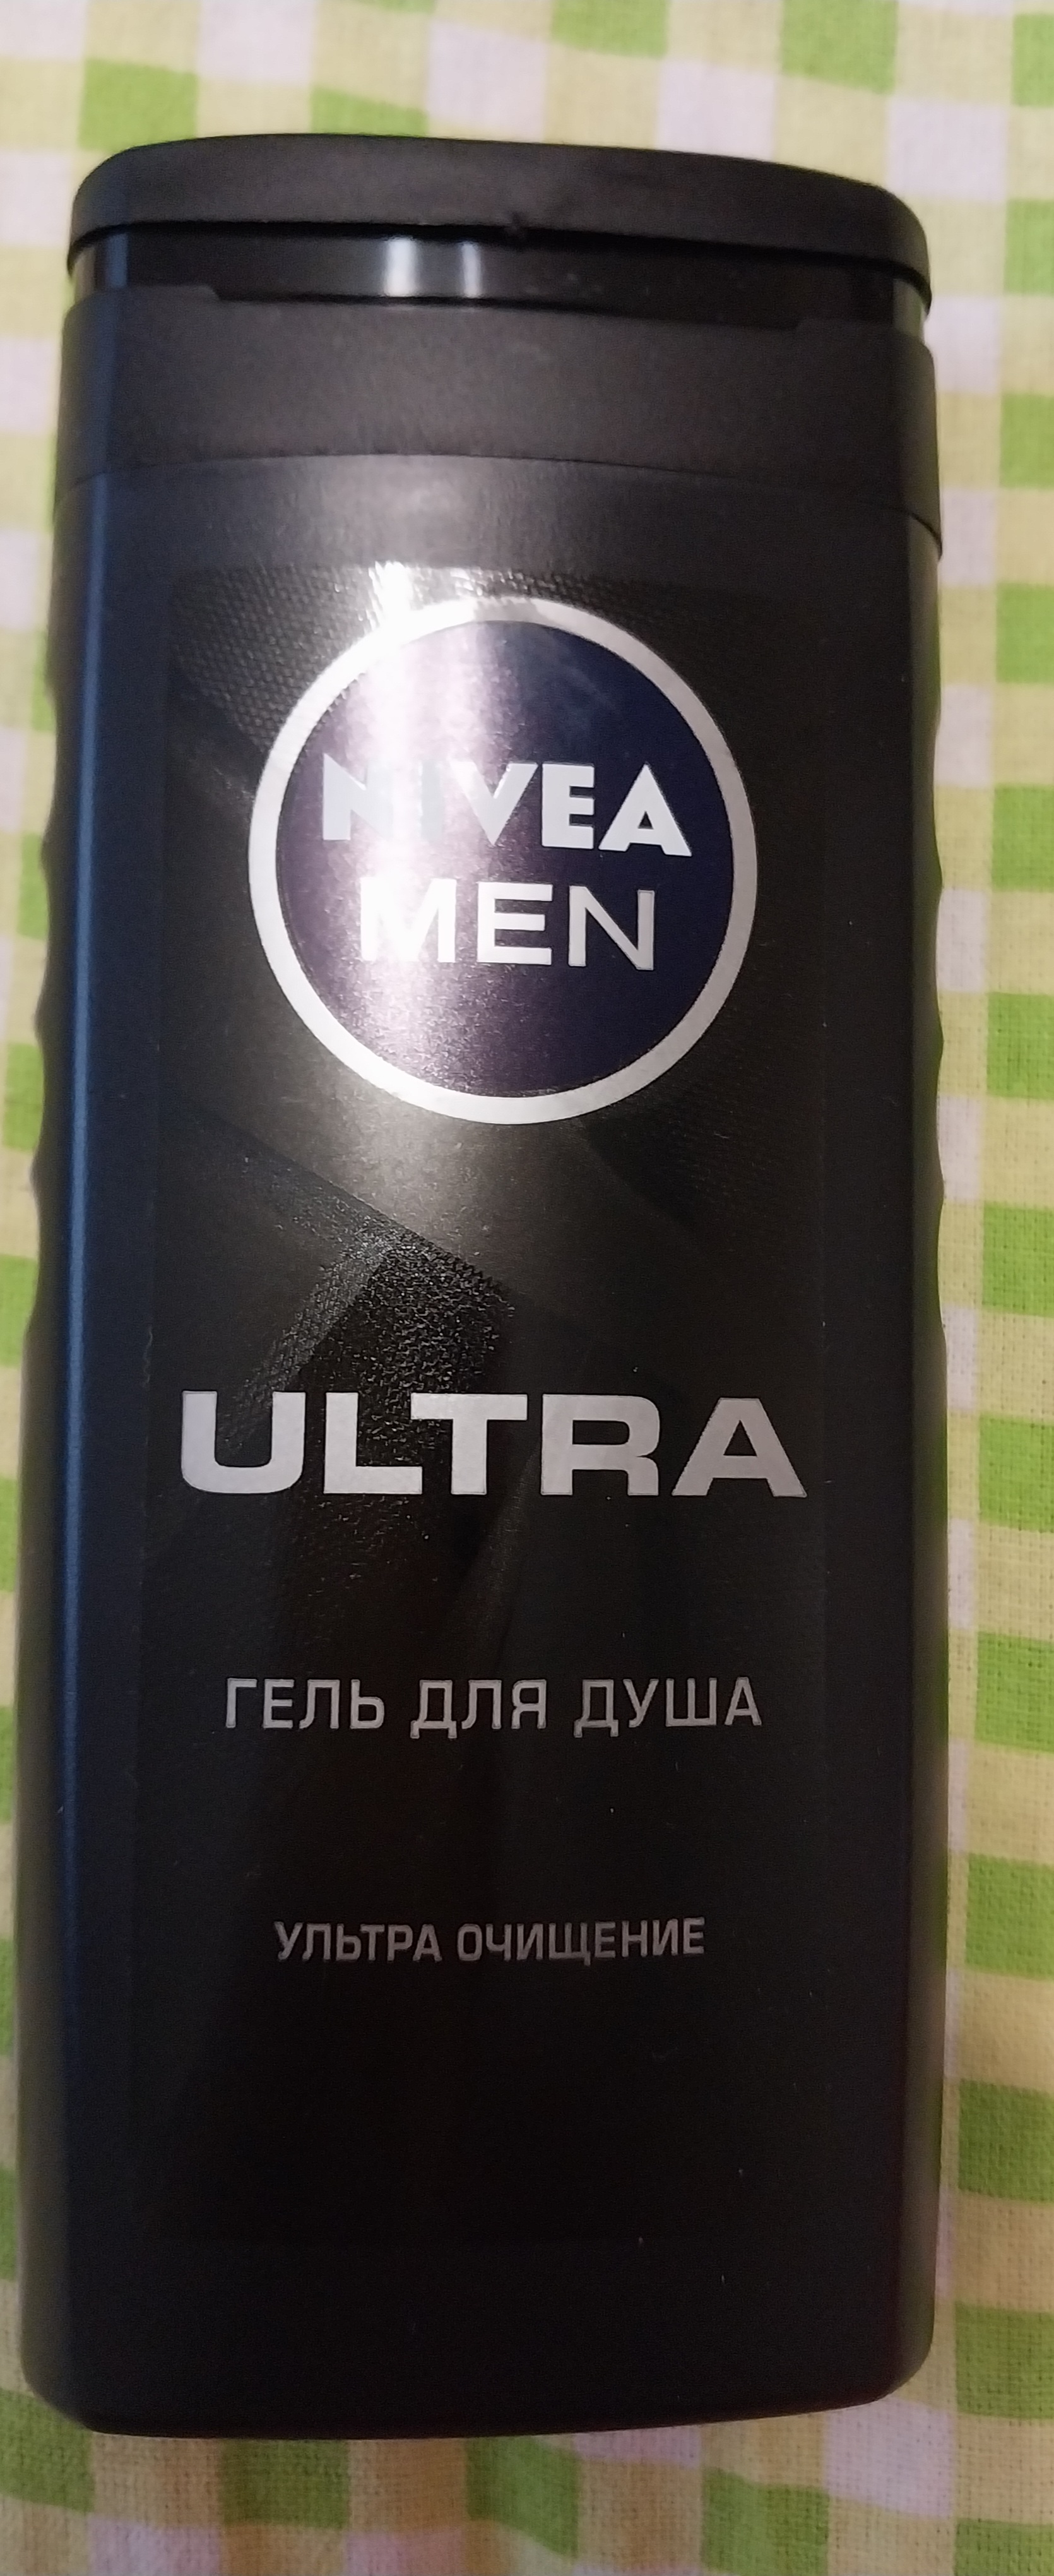 NIVEA
MEN
ULTRA
ГЕЛЬ ДЛЯ ДУША
УЛЬТРА ОЧИЩЕНИЕ